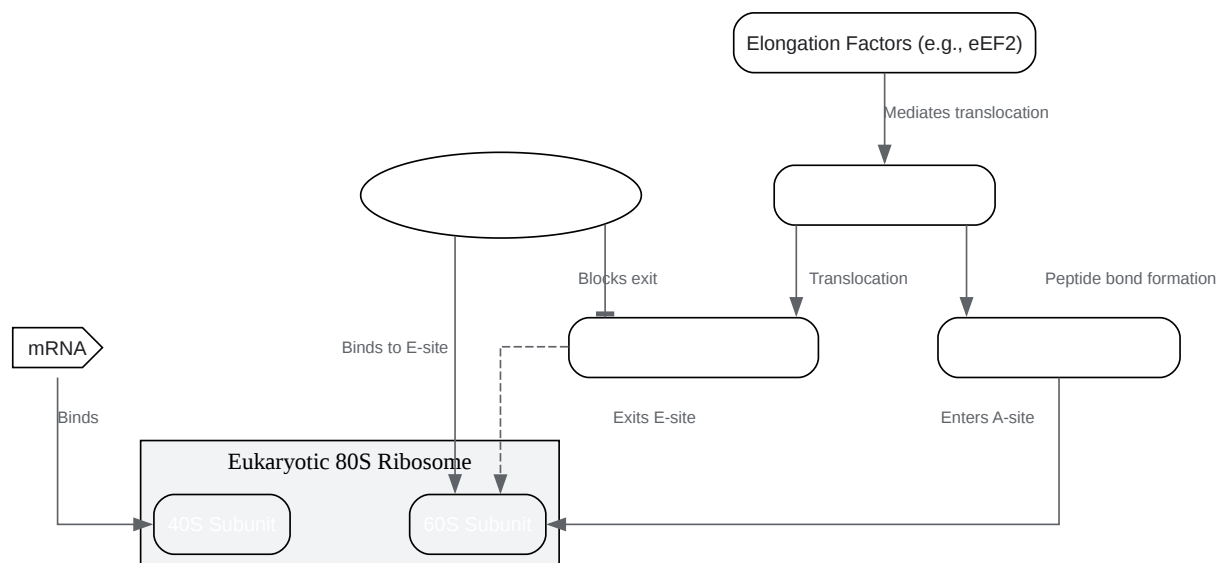 Elongation Factors (e.g., eEF2)
Mediates translocation
Blocks exit
Translocation
Peptide bond formation
mRNA
Binds to E-site
Binds
Exits E-site
Enters A-site
Eukaryotic 80S Ribosome
40S Subunit
60S Subunit